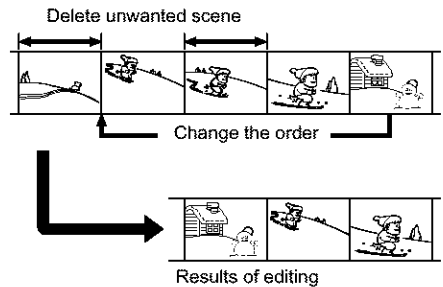 Delete unwanted scene
Change the order
Results of editing